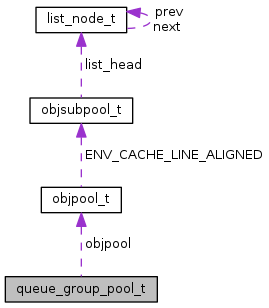 list_node_t
prev
next
list_head
objsubpool_t
ENV_CACHE_LINE_ALIGNED
objpool_t
objpool
queue_group_pool_t